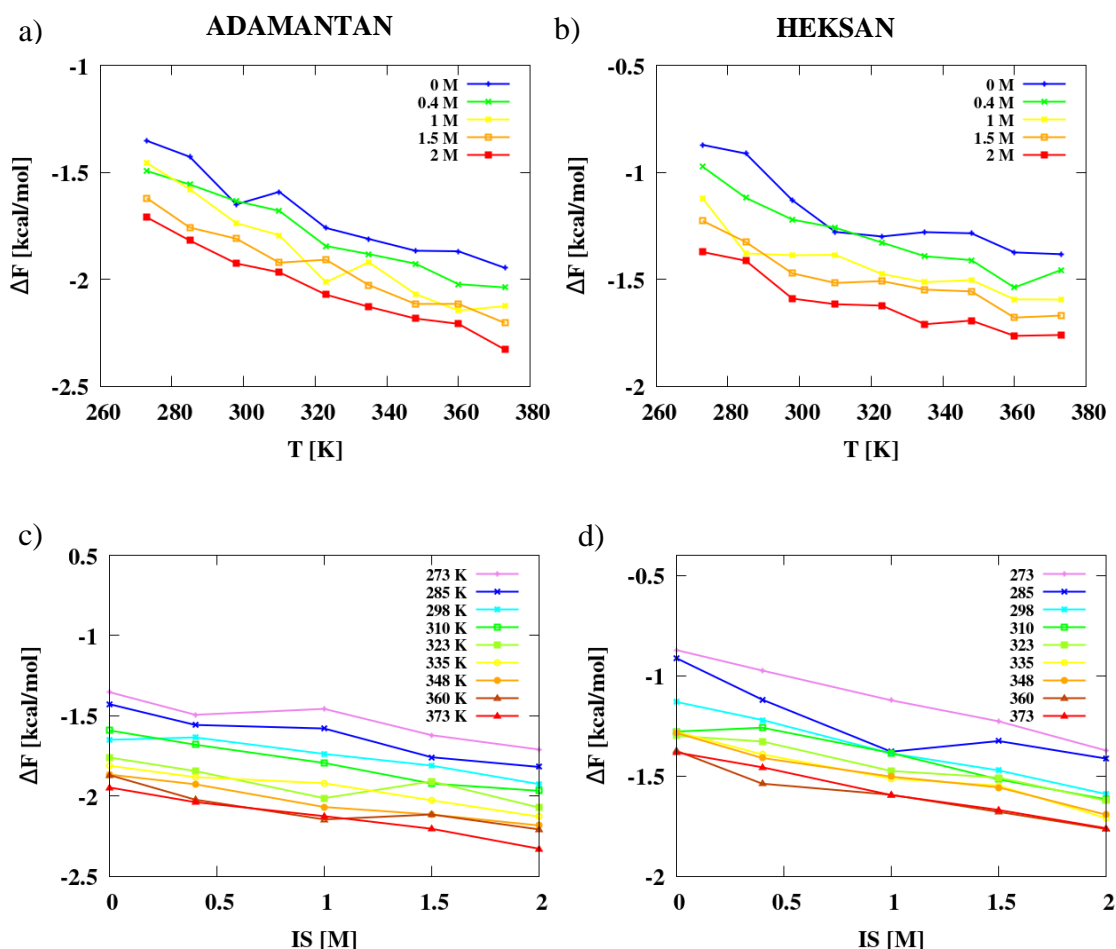 a)
ADAMANTAN
-1
-1.5
-2
-2.5
ΔF [kcal/mol]
0 M
0.4 M
1 M
1.5 M
2 M
260 280 300 320 340 360 380
T [K]
b)
HEKSAN
-0.5
-1
-1.5
-2
ΔF [kcal/mol]
0 M
0.4 M
1 M
1.5 M
2 M
260 280 300 320 340 360 380
T [K]
c)
0.5
-1
-1.5
-2
-2.5
ΔF [kcal/mol]
273 K
285 K
298 K
310 K
323 K
335 K
348 K
360 K
373 K
0 0.5 1 1.5 2
IS [M]
d)
-0.5
-1
-1.5
-2
ΔF [kcal/mol]
273
285
298
310
323
335
348
360
373
0 0.5 1 1.5 2
IS [M]